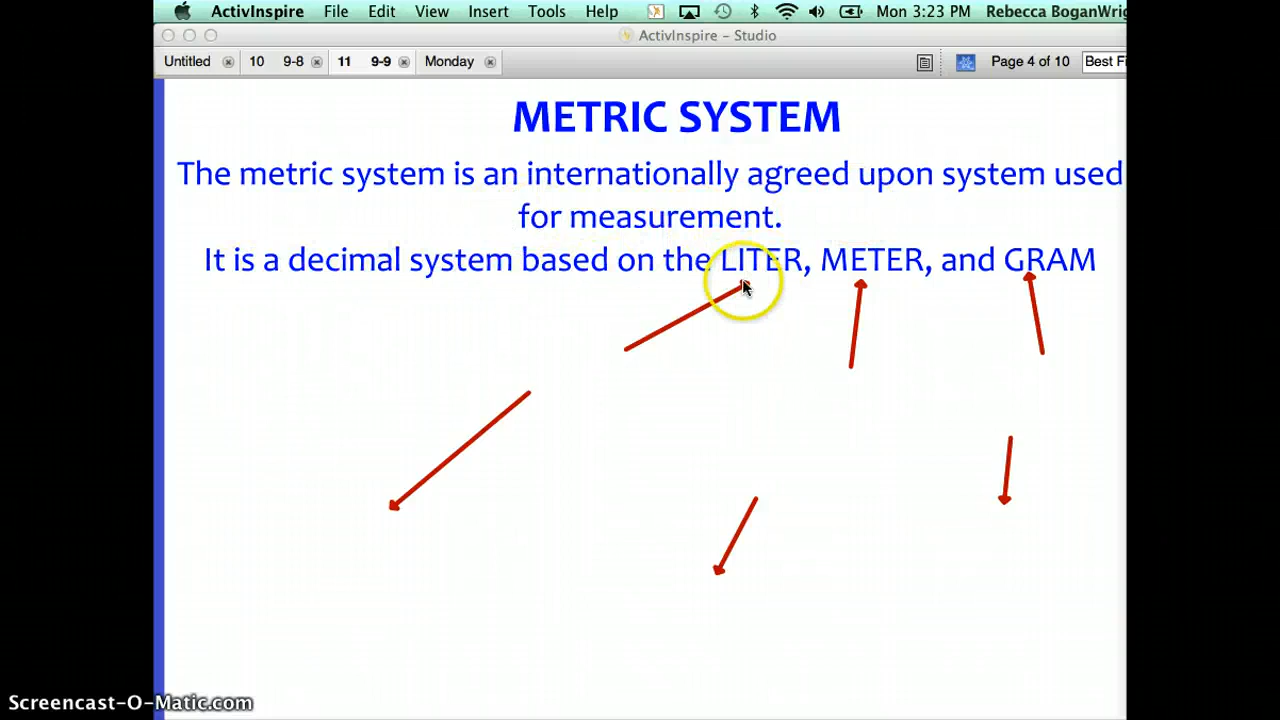 ActivInspire File Edit View Insert Tools Help Mon 3:23 PM Rebecca BoganWrig
ActivInspire – Studio
Untitled 10 9-8 11 9-9 Monday Page 4 of 10 Best Fi
METRIC SYSTEM
The metric system is an internationally agreed upon system used
for measurement.
It is a decimal system based on the LITER, METER, and GRAM
Screencast-O-Matic.com